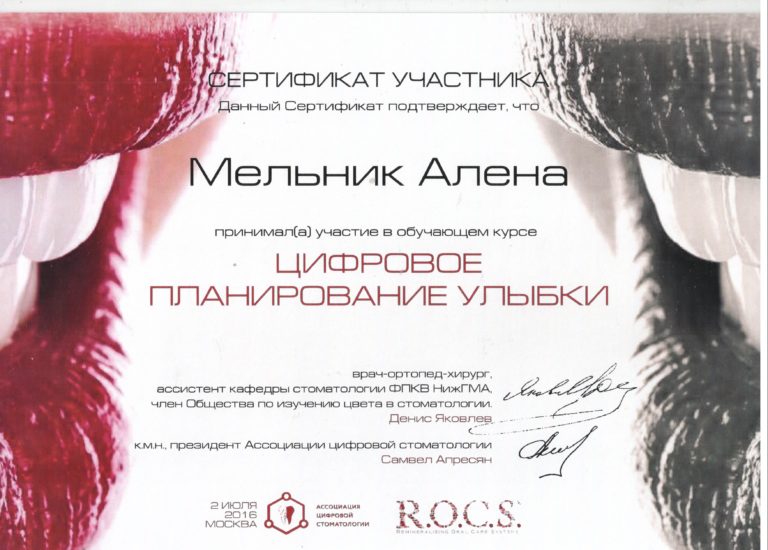 СЕРТИФИКАТ УЧАСТНИКА
Данный Сертификат подтверждает, что
Мельник Алена
принимал(а) участие в обучающем курсе
ЦИФРОВОЕ
ПЛАНИРОВАНИЕ УЛЫБКИ
врач-ортопед-хирург,
ассистент кафедры стоматологии ФПКВ НижГМА,
член Общества по изучению цвета в стоматологии.
Денис Яковлев
к.м.н., президент Ассоциации цифровой стоматологии
Самвел Апресян
2 ИЮЛЯ
2016
МОСКВА
АССОЦИАЦИЯ
ЦИФРОВОЙ
СТОМАТОЛОГИИ
R.O.C.S.
REMINERALIZING ORAL CARE SYSTEMS